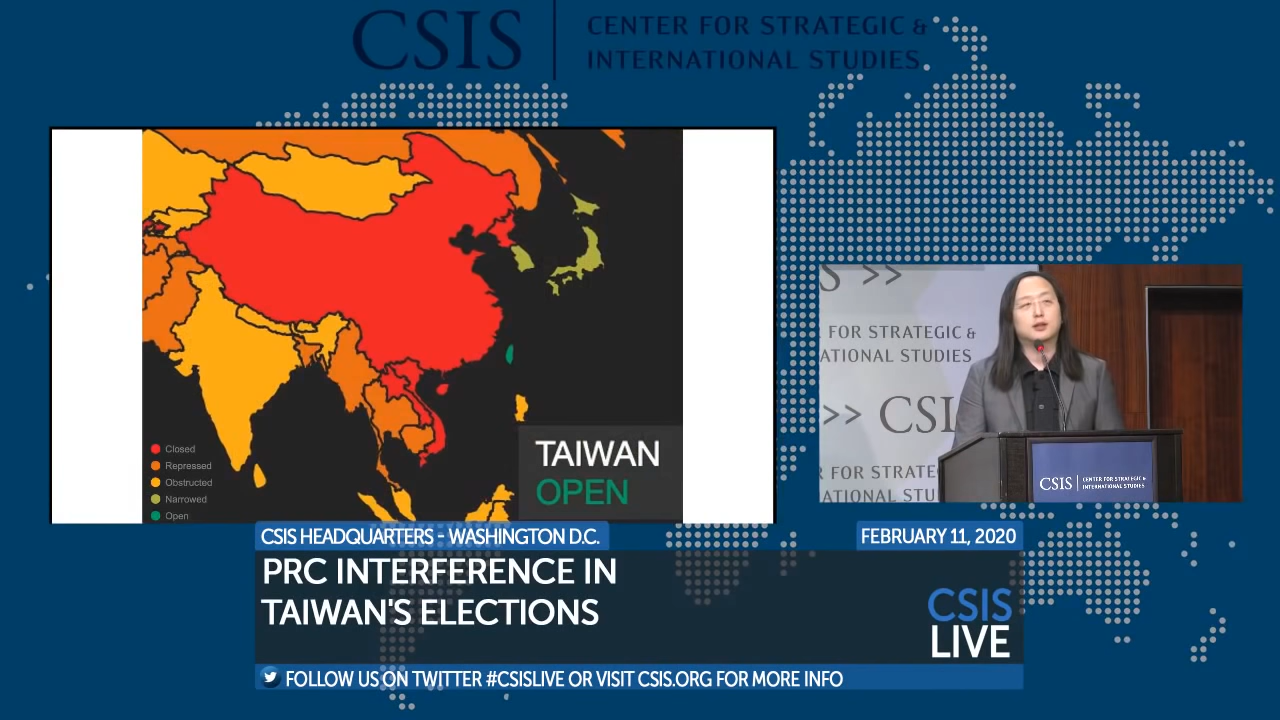 CSIS
CENTER FOR STRATEGIC &
INTERNATIONAL STUDIES
TAIWAN
OPEN
Closed
Repressed
Obstructed
Narrowed
Open
S >>
FOR STRATEGIC &
ATIONAL STUDIES
>> CSI
R FOR STRATE
ATIONAL STU
CSIS
CENTER FOR STRATEGIC &
INTERNATIONAL STUDIES
CSIS HEADQUARTERS - WASHINGTON D.C.
FEBRUARY 11, 2020
PRC INTERFERENCE IN
TAIWAN'S ELECTIONS
CSIS
LIVE
FOLLOW US ON TWITTER #CSISLIVE OR VISIT CSIS.ORG FOR MORE INFO